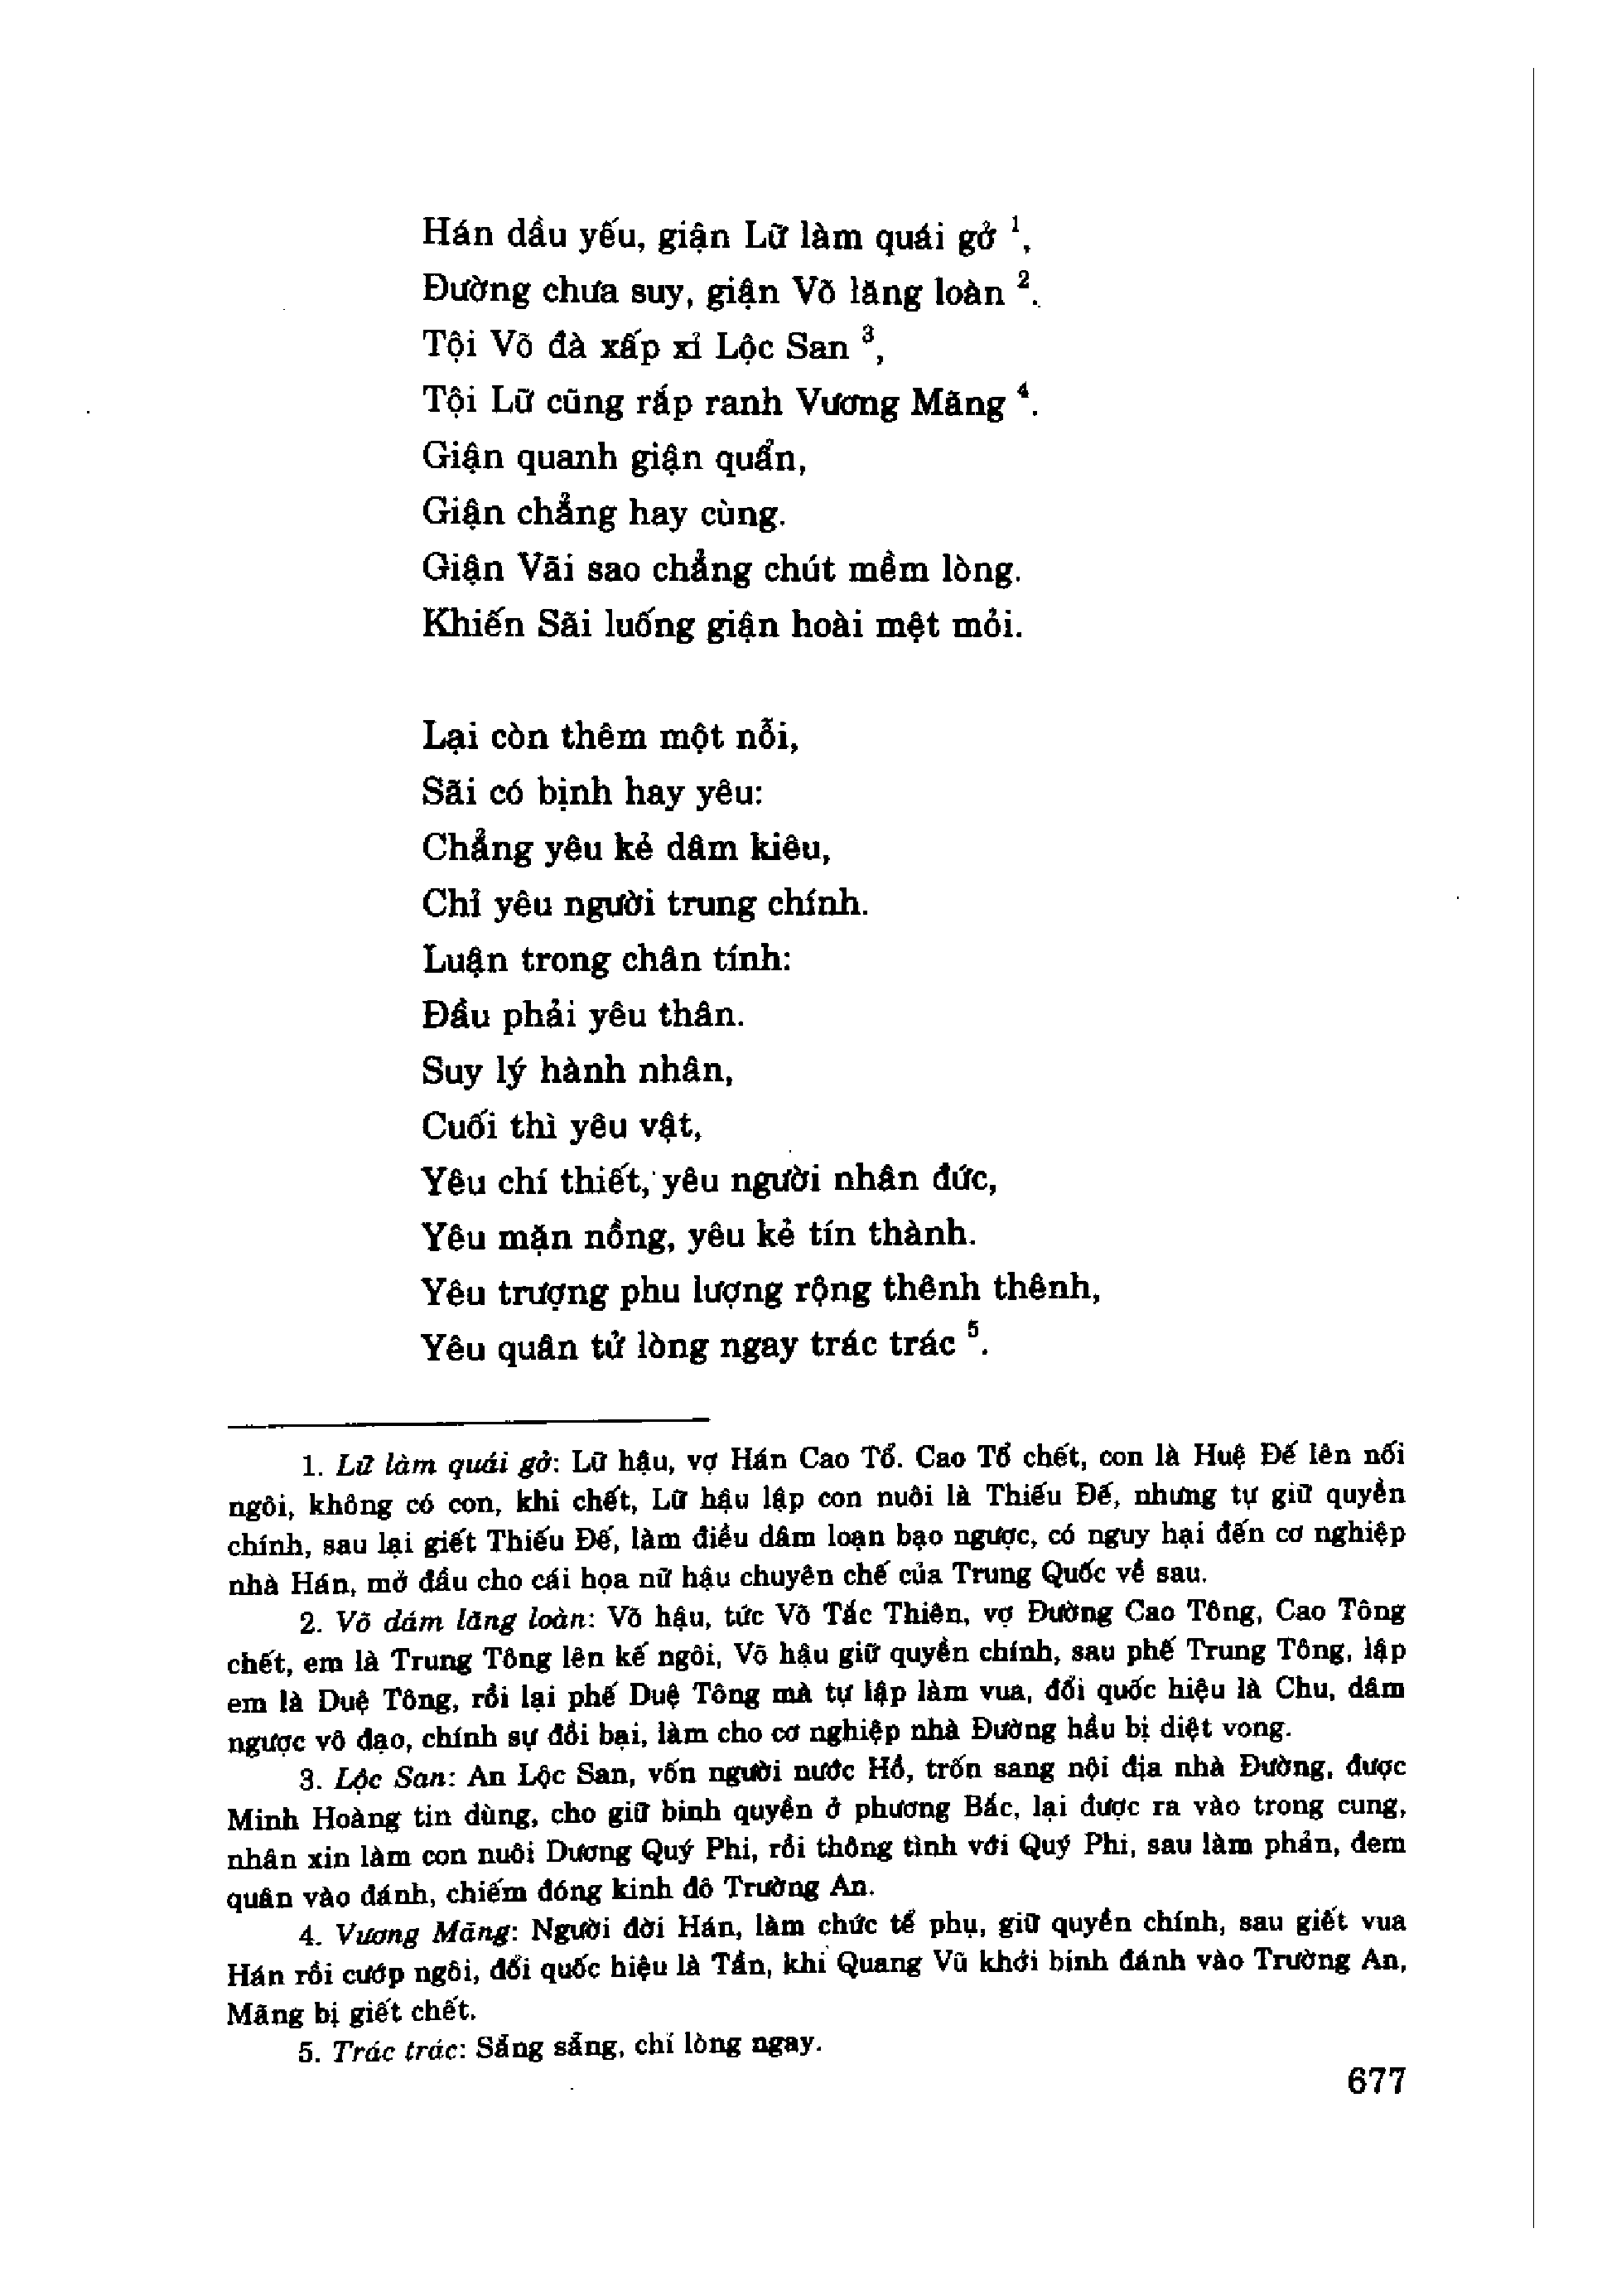 Hán dầu yếu, giận Lữ làm quái gở ¹,
Đường chưa suy, giận Võ lăng loàn ².
Tội Võ đà xấp xỉ Lộc San ³,
Tội Lữ cũng rắp ranh Vương Mãng ⁴.
Giận quanh giận quẩn,
Giận chẳng hay cùng.
Giận Vãi sao chẳng chút mềm lòng.
Khiến Sãi luống giận hoài mệt mỏi.
Lại còn thêm một nỗi,
Sãi có bịnh hay yêu:
Chẳng yêu kẻ dâm kiêu,
Chỉ yêu người trung chính.
Luận trong chân tính:
Đầu phải yêu thân.
Suy lý hành nhân,
Cuối thì yêu vật,
Yêu chí thiết, yêu người nhân đức,
Yêu mặn nồng, yêu kẻ tín thành.
Yêu trượng phu lượng rộng thênh thênh,
Yêu quân tử lòng ngay trác trác ⁵.
1. Lữ làm quái gở: Lữ hậu, vợ Hán Cao Tổ. Cao Tổ chết, con là Huệ Đế lên nối
ngôi, không có con, khi chết, Lữ hậu lập con nuôi là Thiếu Đế, nhưng tự giữ quyền
chính, sau lại giết Thiếu Đế, làm điều dâm loạn bạo ngược, có nguy hại đến cơ nghiệp
nhà Hán, mở đầu cho cái họa nữ hậu chuyên chế của Trung Quốc về sau.
2. Võ dám lăng loàn: Võ hậu, tức Võ Tắc Thiên, vợ Đường Cao Tông, Cao Tông
chết, em là Trung Tông lên kế ngôi, Võ hậu giữ quyền chính, sau phế Trung Tông, lập
em là Duệ Tông, rồi lại phế Duệ Tông mà tự lập làm vua, đổi quốc hiệu là Chu, dâm
ngược vô đạo, chính sự đồi bại, làm cho cơ nghiệp nhà Đường hầu bị diệt vong.
3. Lộc San: An Lộc San, vốn người nước Hồ, trốn sang nội địa nhà Đường, được
Minh Hoàng tin dùng, cho giữ binh quyền ở phương Bắc, lại được ra vào trong cung,
nhân xin làm con nuôi Dương Quý Phi, rồi thông tình với Quý Phi, sau làm phản, đem
quân vào đánh, chiếm đóng kinh đô Trường An.
4. Vương Mãng: Người đời Hán, làm chức tể phụ, giữ quyền chính, sau giết vua
Hán rồi cướp ngôi, đổi quốc hiệu là Tần, khi Quang Vũ khởi binh đánh vào Trường An,
Mãng bị giết chết.
5. Trác trác: Sẳng sẳng, chỉ lòng ngay.
677